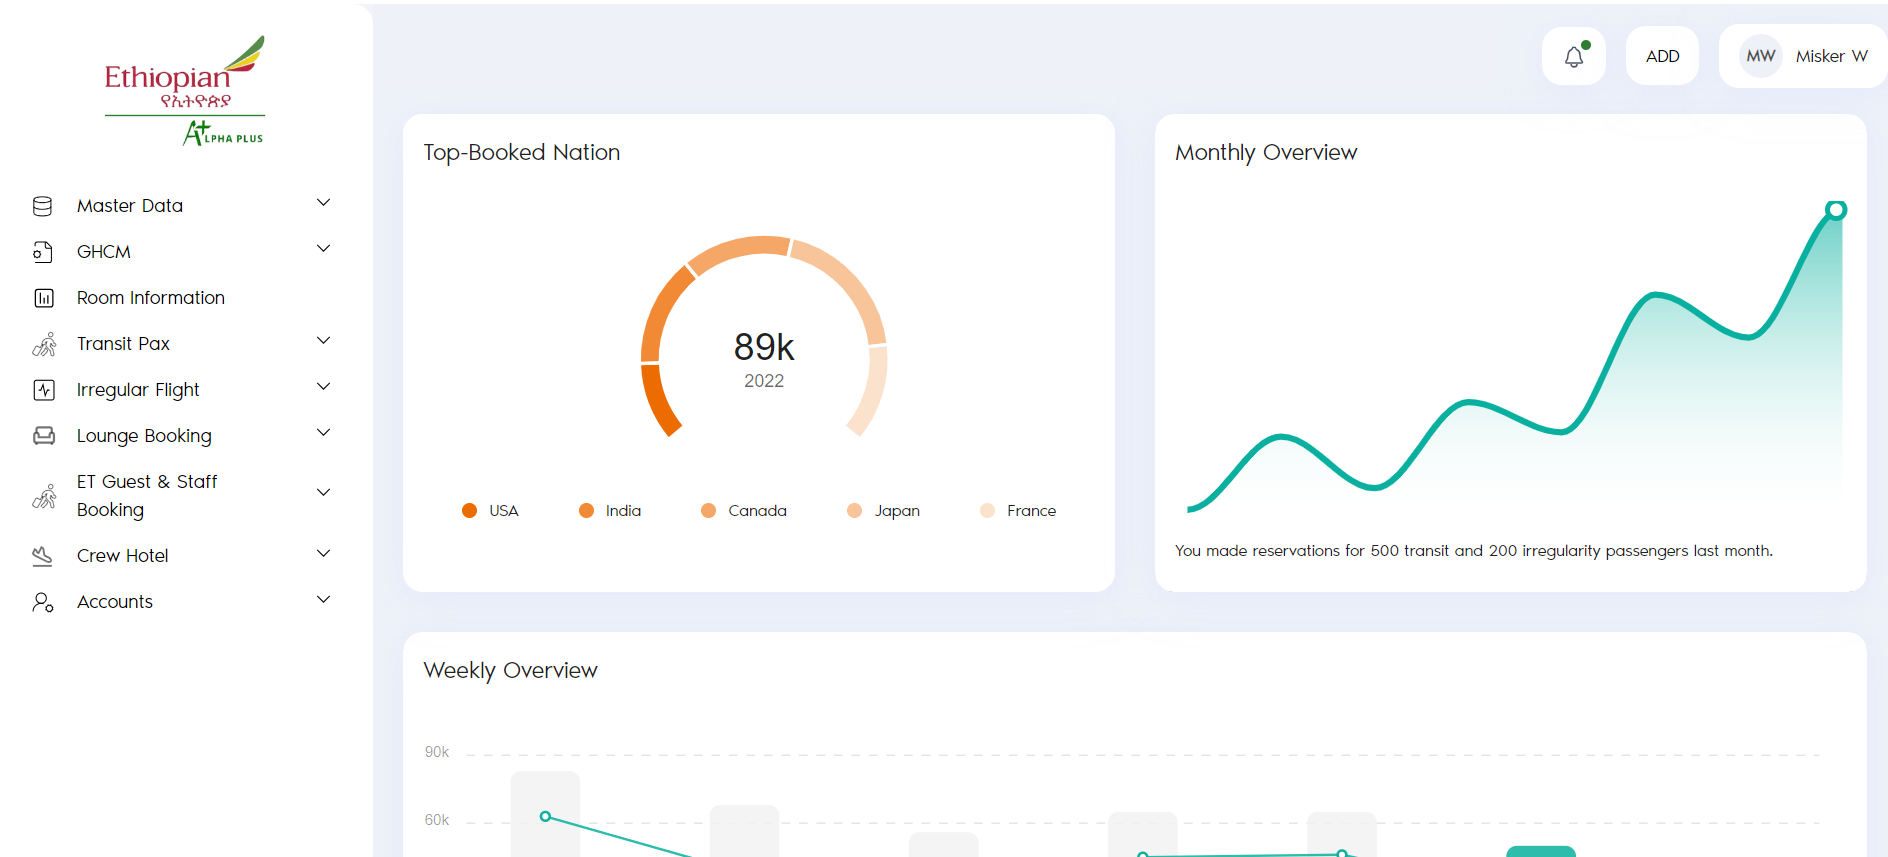 Ethiopian
የኢትዮጵያ
A+LPHA PLUS
Master Data
GHCM
Room Information
Transit Pax
Irregular Flight
Lounge Booking
ET Guest & Staff
Booking
Crew Hotel
Accounts
ADD
MW
Misker W
Top-Booked Nation
89k
2022
USA
India
Canada
Japan
France
Monthly Overview
You made reservations for 500 transit and 200 irregularity passengers last month.
Weekly Overview
90k
60k